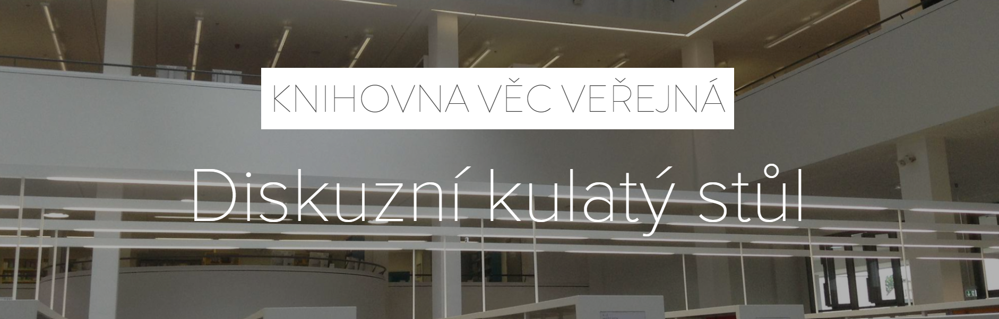 KNIHOVNA VĚC VEŘEJNÁ
Diskuzní kulatý stůl